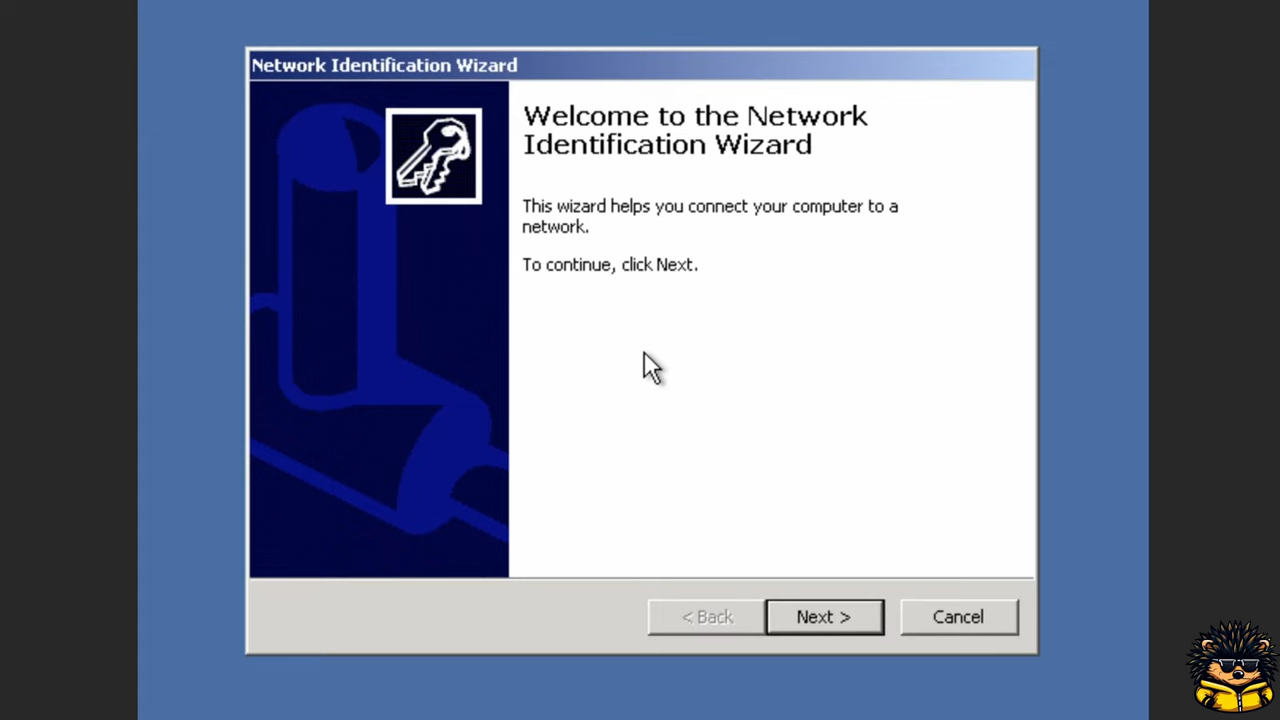 Network Identification Wizard
Welcome to the Network
Identification Wizard
This wizard helps you connect your computer to a
network.
To continue, click Next.
< Back
Next >
Cancel